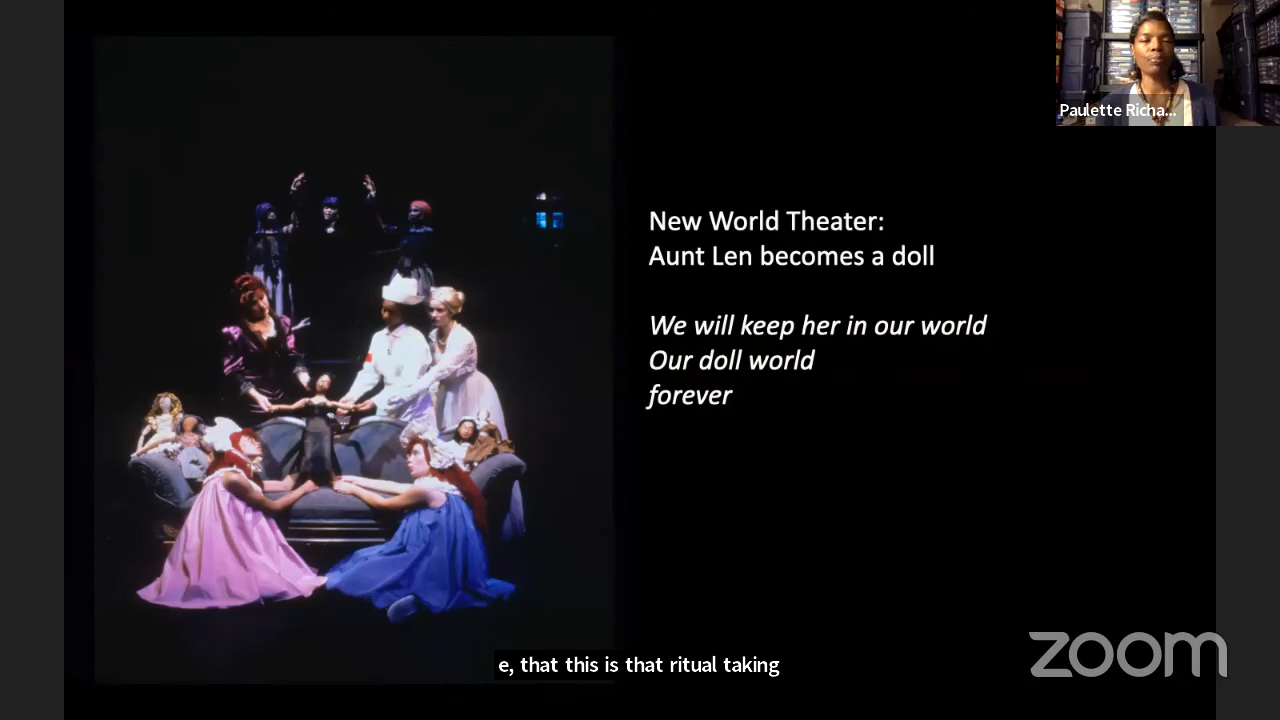 Paulette Richa...
New World Theater:
Aunt Len becomes a doll
We will keep her in our world
Our doll world
forever
e, that this is that ritual taking
zoom